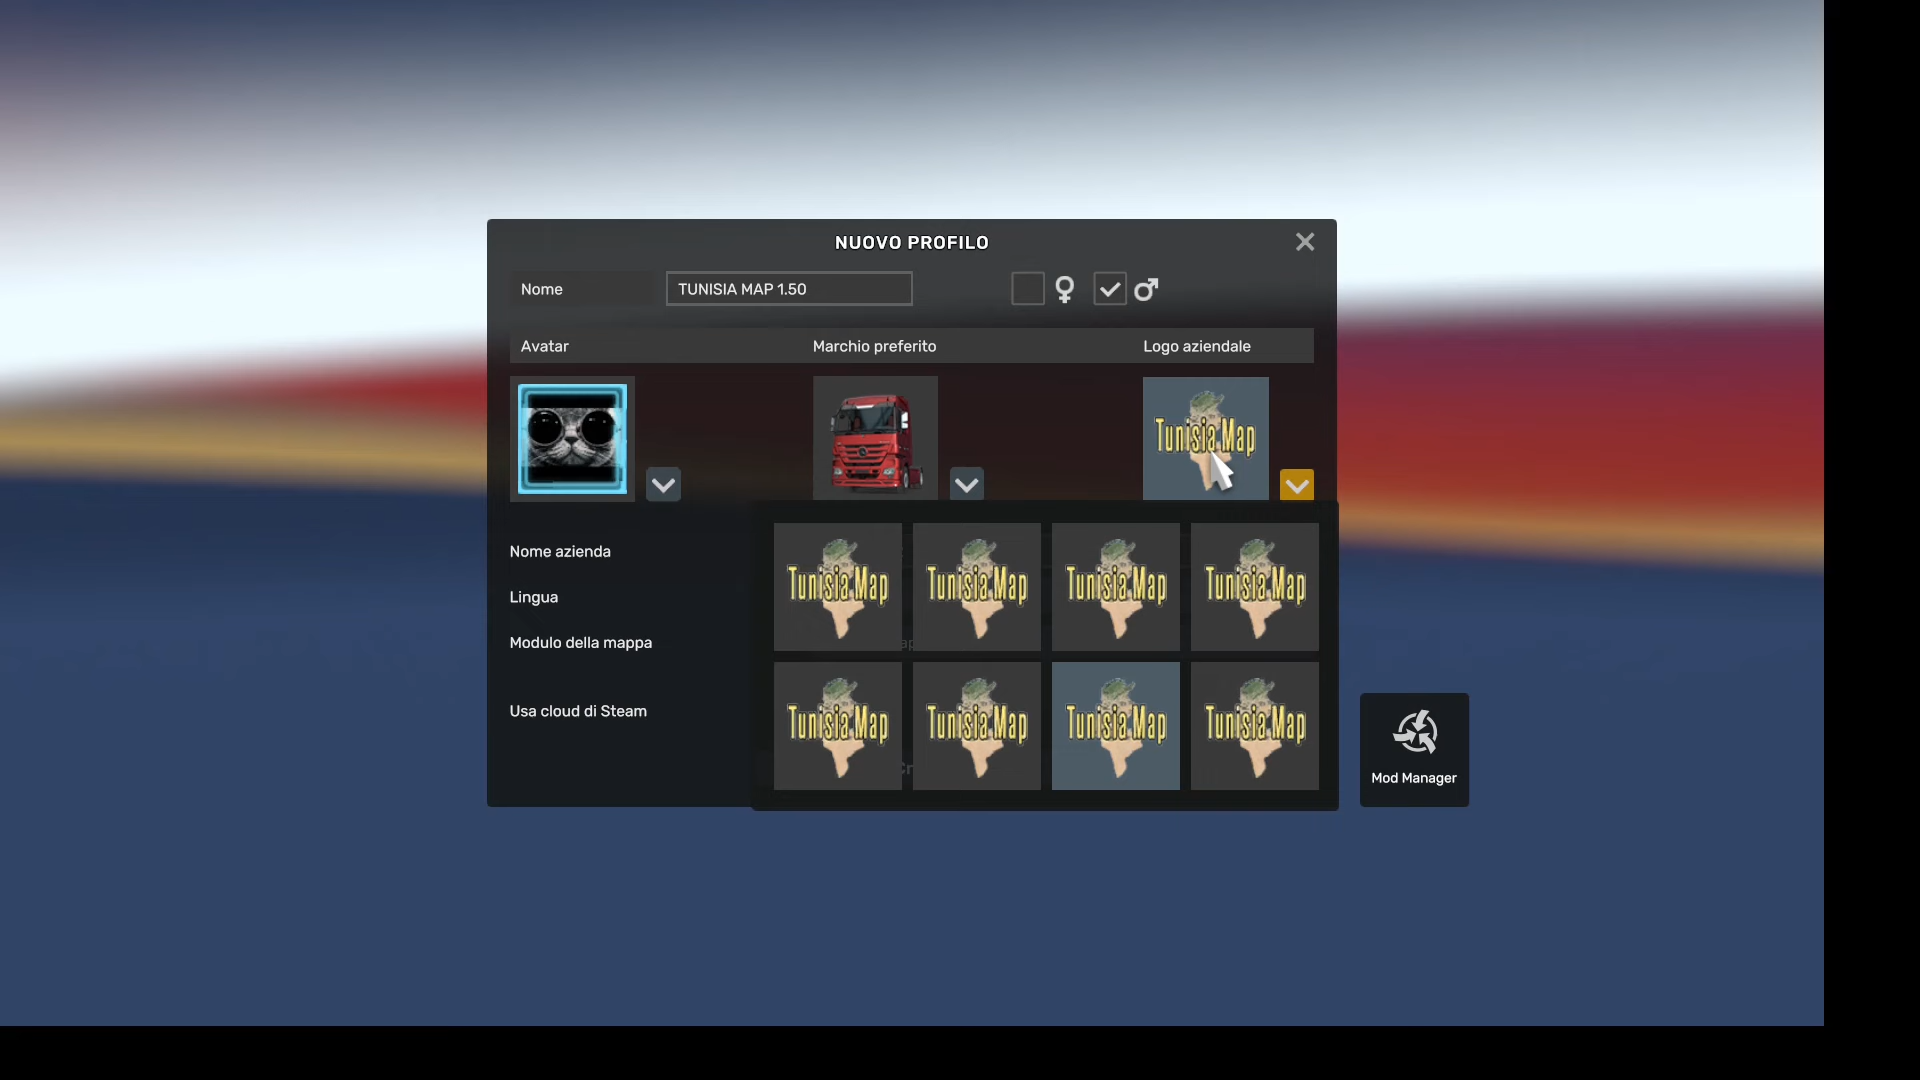 NUOVO PROFILO
Nome
TUNISIA MAP 1.50
Avatar
Marchio preferito
Logo aziendale
Tunisia Map
Nome azienda
Lingua
Modulo della mappa
Usa cloud di Steam
Tunisia Map
Tunisia Map
Tunisia Map
Tunisia Map
Tunisia Map
Tunisia Map
Tunisia Map
Tunisia Map
Mod Manager